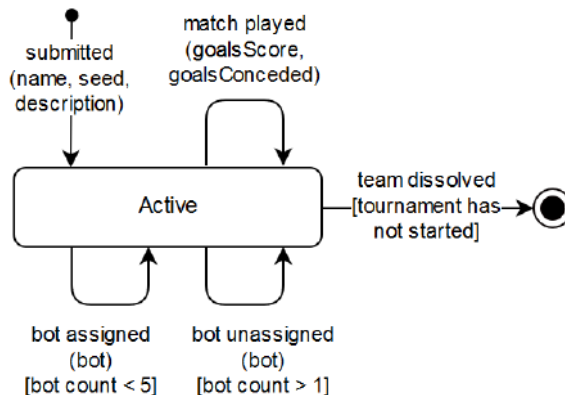 submitted
(name, seed,
description)
match played
(goalsScore,
goalsConceded)
Active
team dissolved
[tournament has
not started]
bot assigned
(bot)
[bot count < 5]
bot unassigned
(bot)
[bot count > 1]